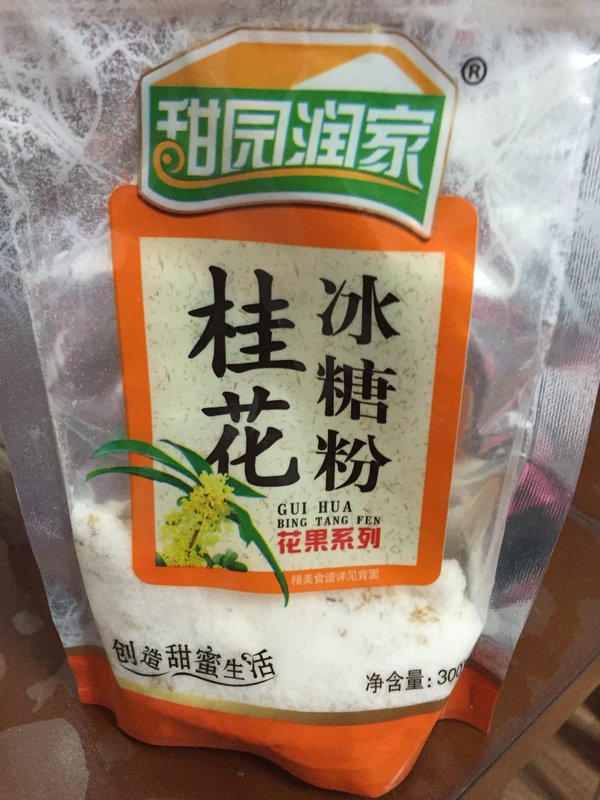 甜园润家®
桂花
冰糖粉
GUI HUA
BING TANG FEN
花果系列
精美食谱详见背面
创造甜蜜生活
净含量:300